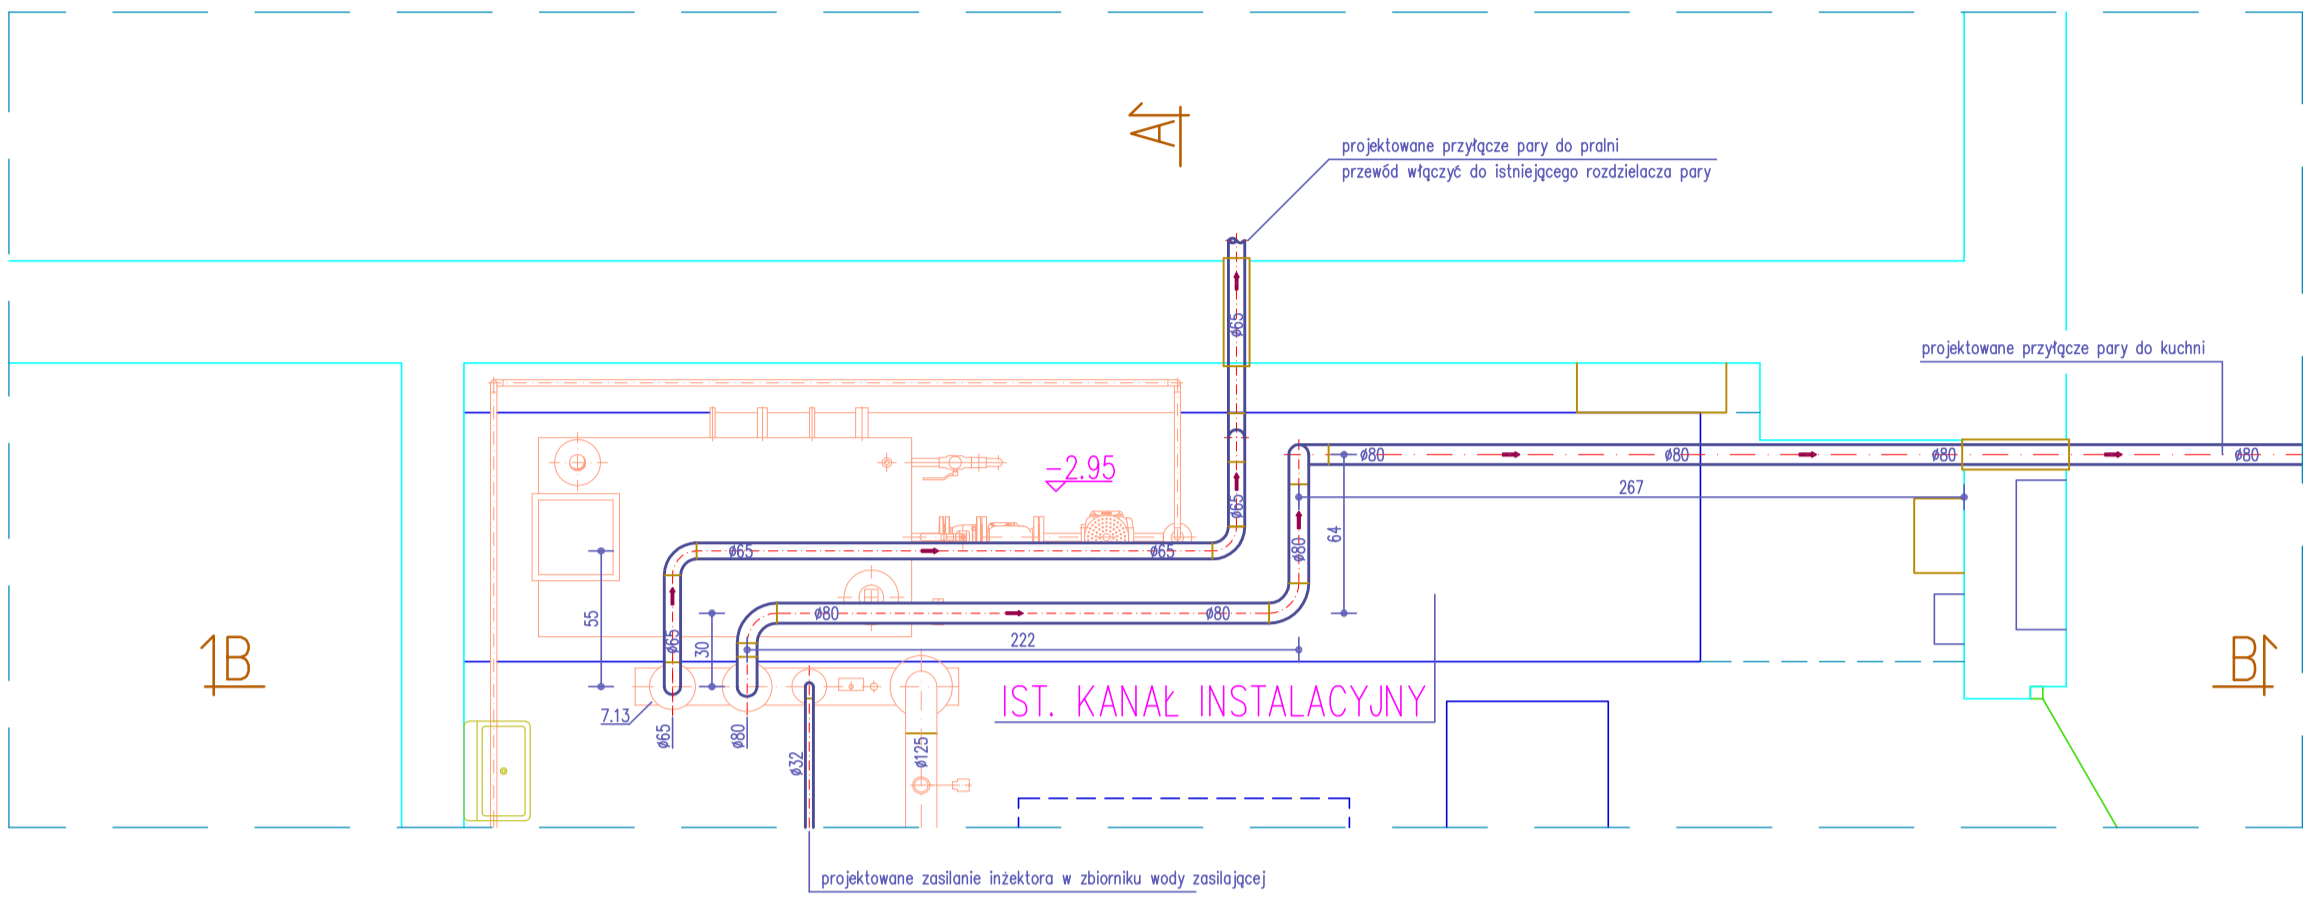 A1
projektowane przyłącze pary do pralni
przewód włączyć do istniejącego rozdzielacza pary
ø65
projektowane przyłącze pary do kuchni
ø80
ø80
ø80
ø80
-2.95
267
ø65
64
ø65
ø65
ø80
55
ø65
30
ø80
ø80
222
1B
B1
7.13
IST. KANAŁ INSTALACYJNY
ø65
ø80
ø32
ø125
projektowane zasilanie inżektora w zbiorniku wody zasilającej